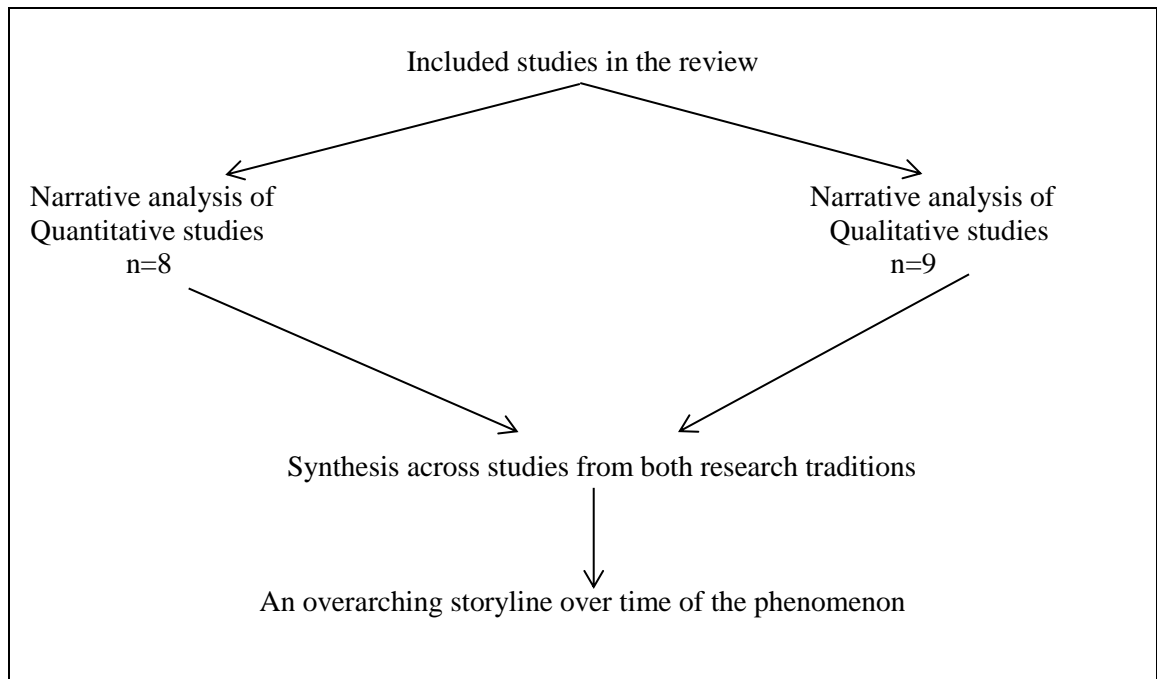 Included studies in the review
Narrative analysis of
Quantitative studies
n=8
Narrative analysis of
Qualitative studies
n=9
Synthesis across studies from both research traditions
An overarching storyline over time of the phenomenon